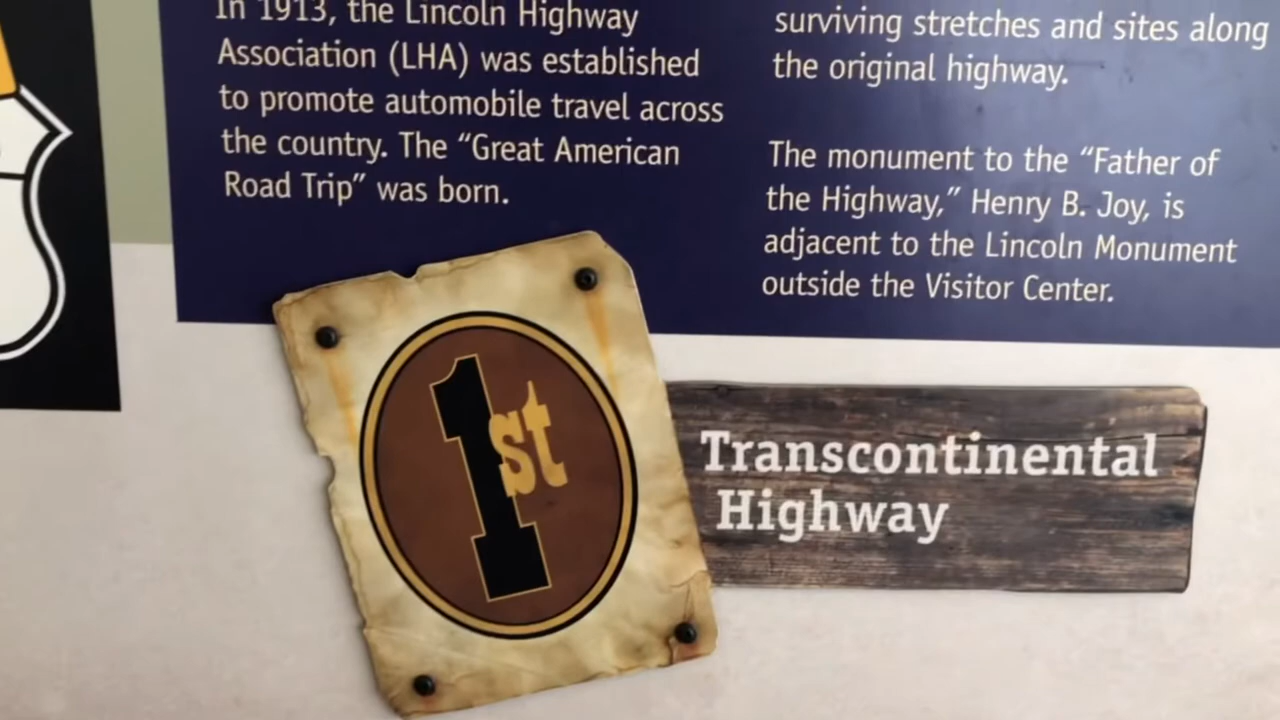 In 1913, the Lincoln Highway
Association (LHA) was established
to promote automobile travel across
the country. The “Great American
Road Trip” was born.
surviving stretches and sites along
the original highway.
The monument to the “Father of
the Highway,” Henry B. Joy, is
adjacent to the Lincoln Monument
outside the Visitor Center.
1st
Transcontinental
Highway